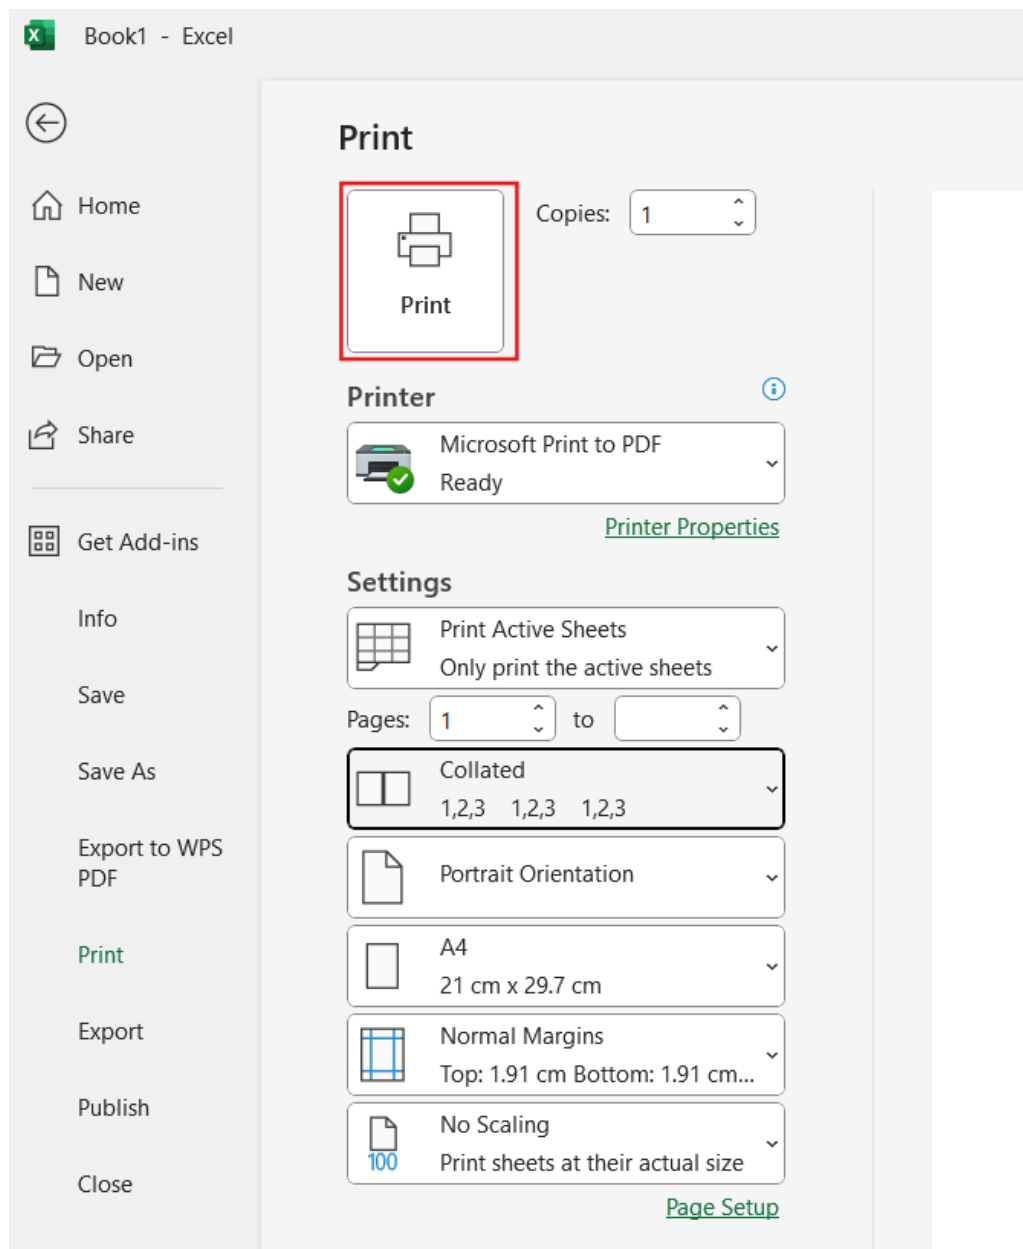 Book1 - Excel
Home
New
Open
Share
Get Add-ins
Info
Save
Save As
Export to WPS
PDF
Print
Export
Publish
Close
Print
Print
Copies: 1
Printer
Microsoft Print to PDF
Ready
Printer Properties
Settings
Print Active Sheets
Only print the active sheets
Pages: 1 to
Collated
1,2,3 1,2,3 1,2,3
Portrait Orientation
A4
21 cm x 29.7 cm
Normal Margins
Top: 1.91 cm Bottom: 1.91 cm...
100
No Scaling
Print sheets at their actual size
Page Setup